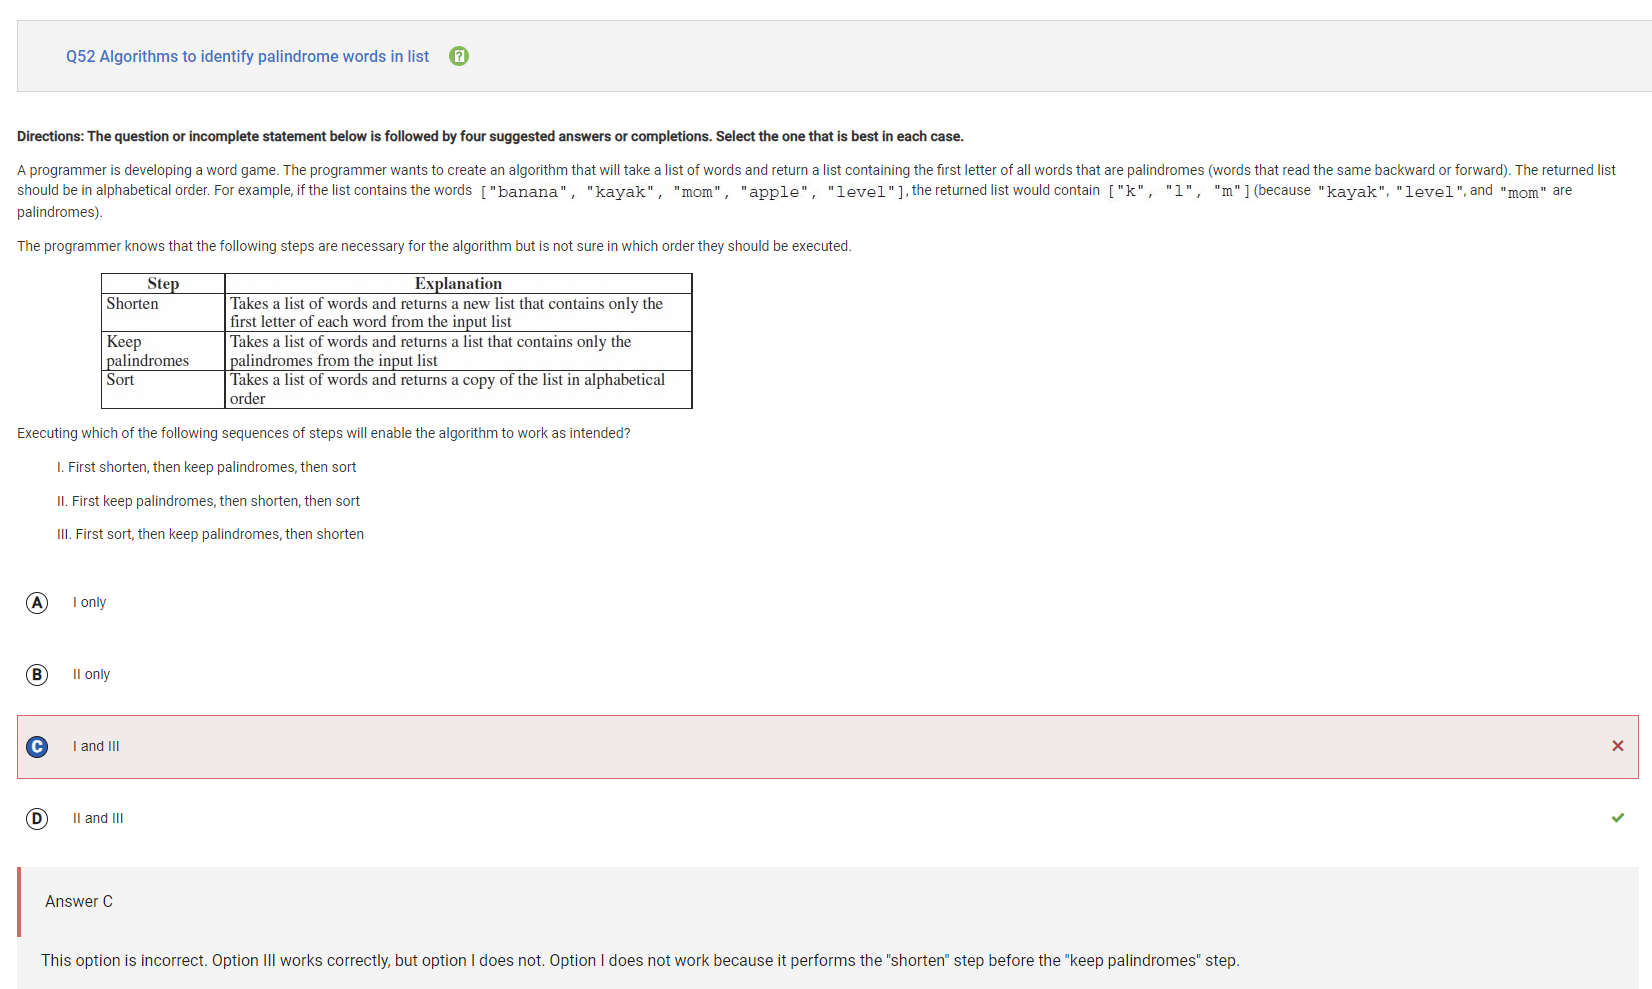 Q52 Algorithms to identify palindrome words in list
Directions: The question or incomplete statement below is followed by four suggested answers or completions. Select the one that is best in each case.
A programmer is developing a word game. The programmer wants to create an algorithm that will take a list of words and return a list containing the first letter of all words that are palindromes (words that read the same backward or forward). The returned list
should be in alphabetical order. For example, if the list contains the words ["banana", "kayak", "mom", "apple", "level"], the returned list would contain ["k", "l", "m"] (because "kayak", "level", and "mom" are
palindromes).
The programmer knows that the following steps are necessary for the algorithm but is not sure in which order they should be executed.
Step Explanation
Shorten Takes a list of words and returns a new list that contains only the
first letter of each word from the input list
Keep Takes a list of words and returns a list that contains only the
palindromes palindromes from the input list
Sort Takes a list of words and returns a copy of the list in alphabetical
order
Executing which of the following sequences of steps will enable the algorithm to work as intended?
I. First shorten, then keep palindromes, then sort
II. First keep palindromes, then shorten, then sort
III. First sort, then keep palindromes, then shorten
A I only
B II only
C I and III
D II and III
Answer C
This option is incorrect. Option III works correctly, but option I does not. Option I does not work because it performs the "shorten" step before the "keep palindromes" step.